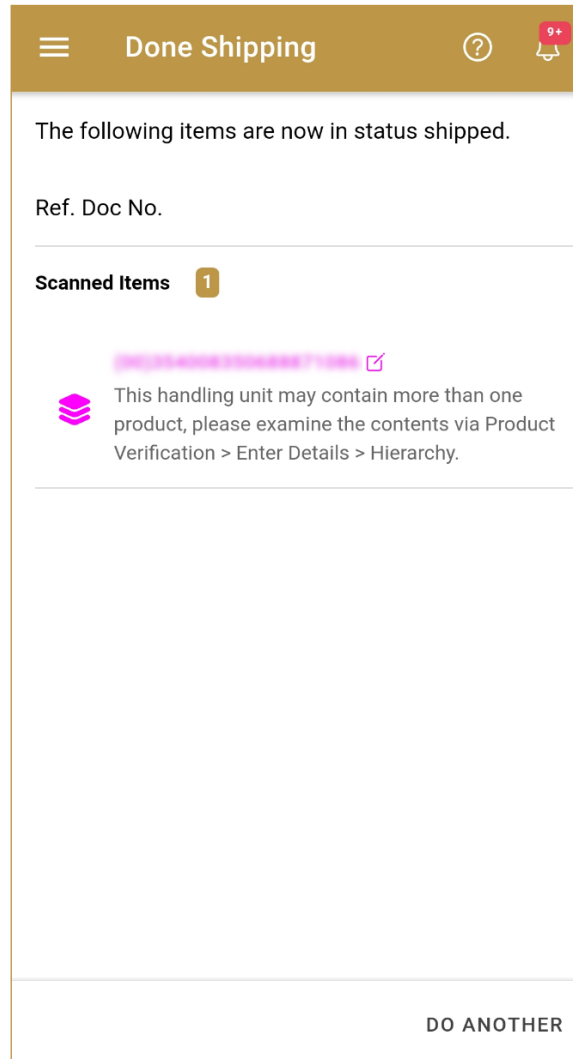 Done Shipping
9+
The following items are now in status shipped.
Ref. Doc No.
Scanned Items 1
This handling unit may contain more than one
product, please examine the contents via Product
Verification > Enter Details > Hierarchy.
DO ANOTHER